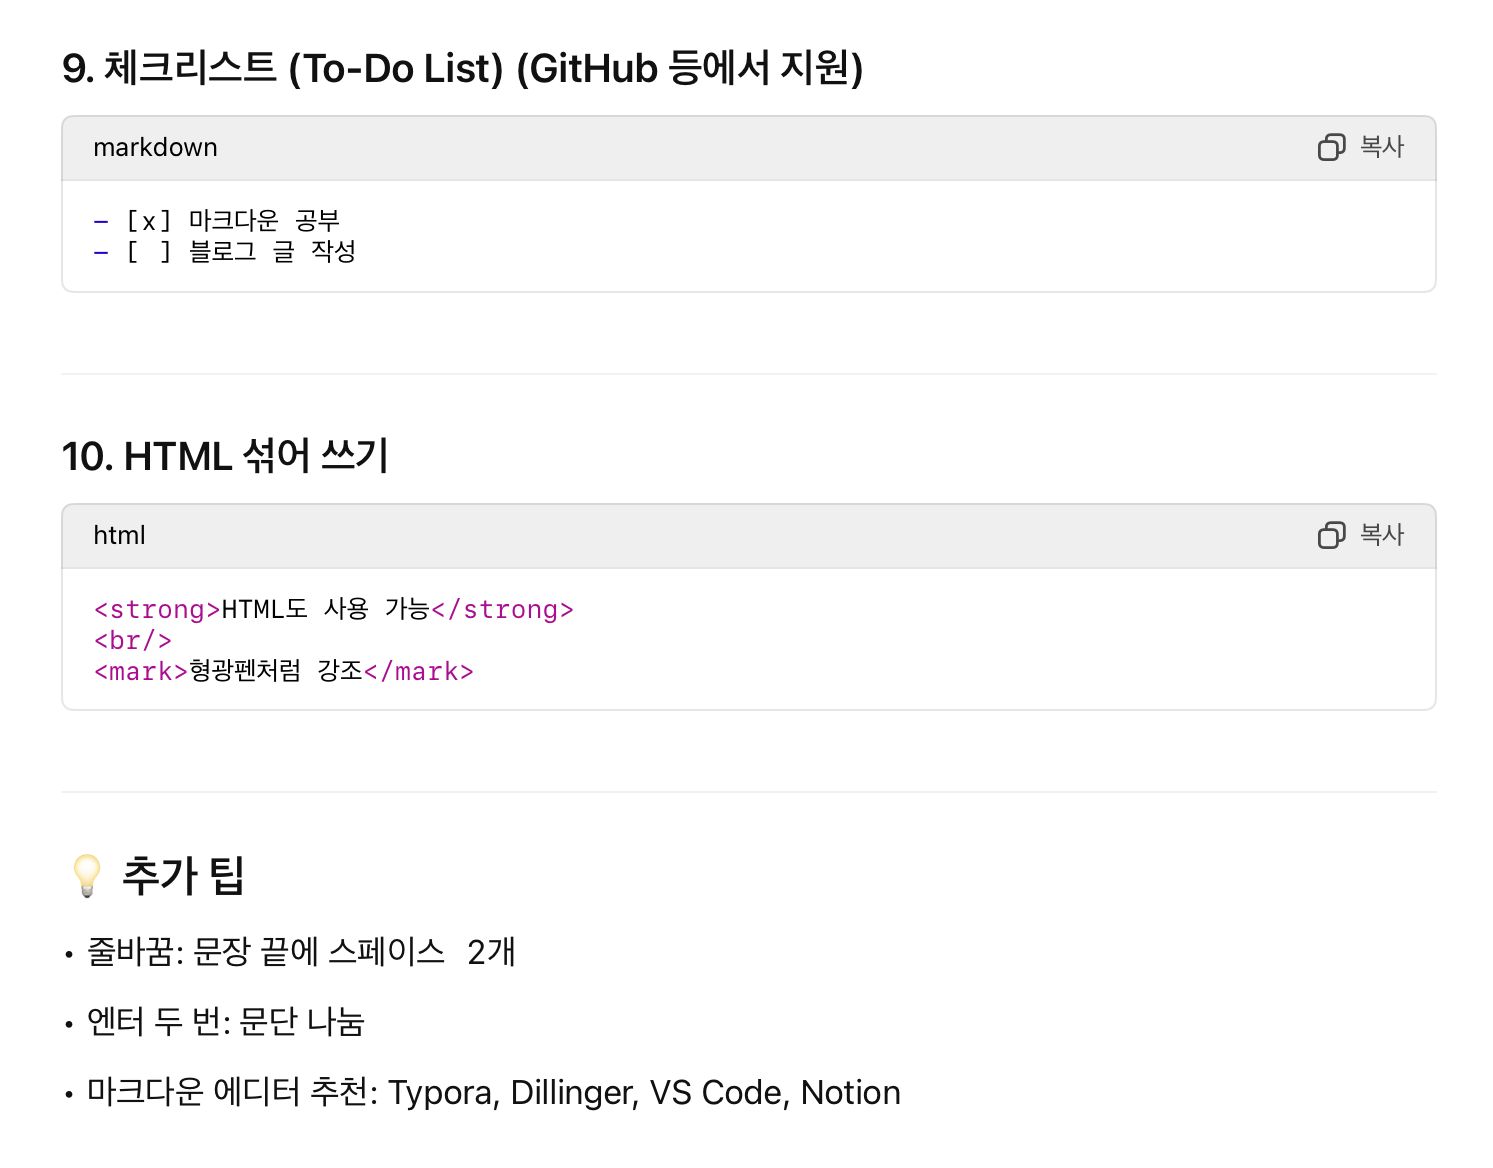 9. 체크리스트 (To-Do List) (GitHub 등에서 지원)
markdown 복사
- [x] 마크다운 공부
- [ ] 블로그 글 작성
10. HTML 섞어 쓰기
html 복사
<strong>HTML도 사용 가능</strong>
<br/>
<mark>형광펜처럼 강조</mark>
💡 추가 팁
• 줄바꿈: 문장 끝에 스페이스  2개
• 엔터 두 번: 문단 나눔
• 마크다운 에디터 추천: Typora, Dillinger, VS Code, Notion